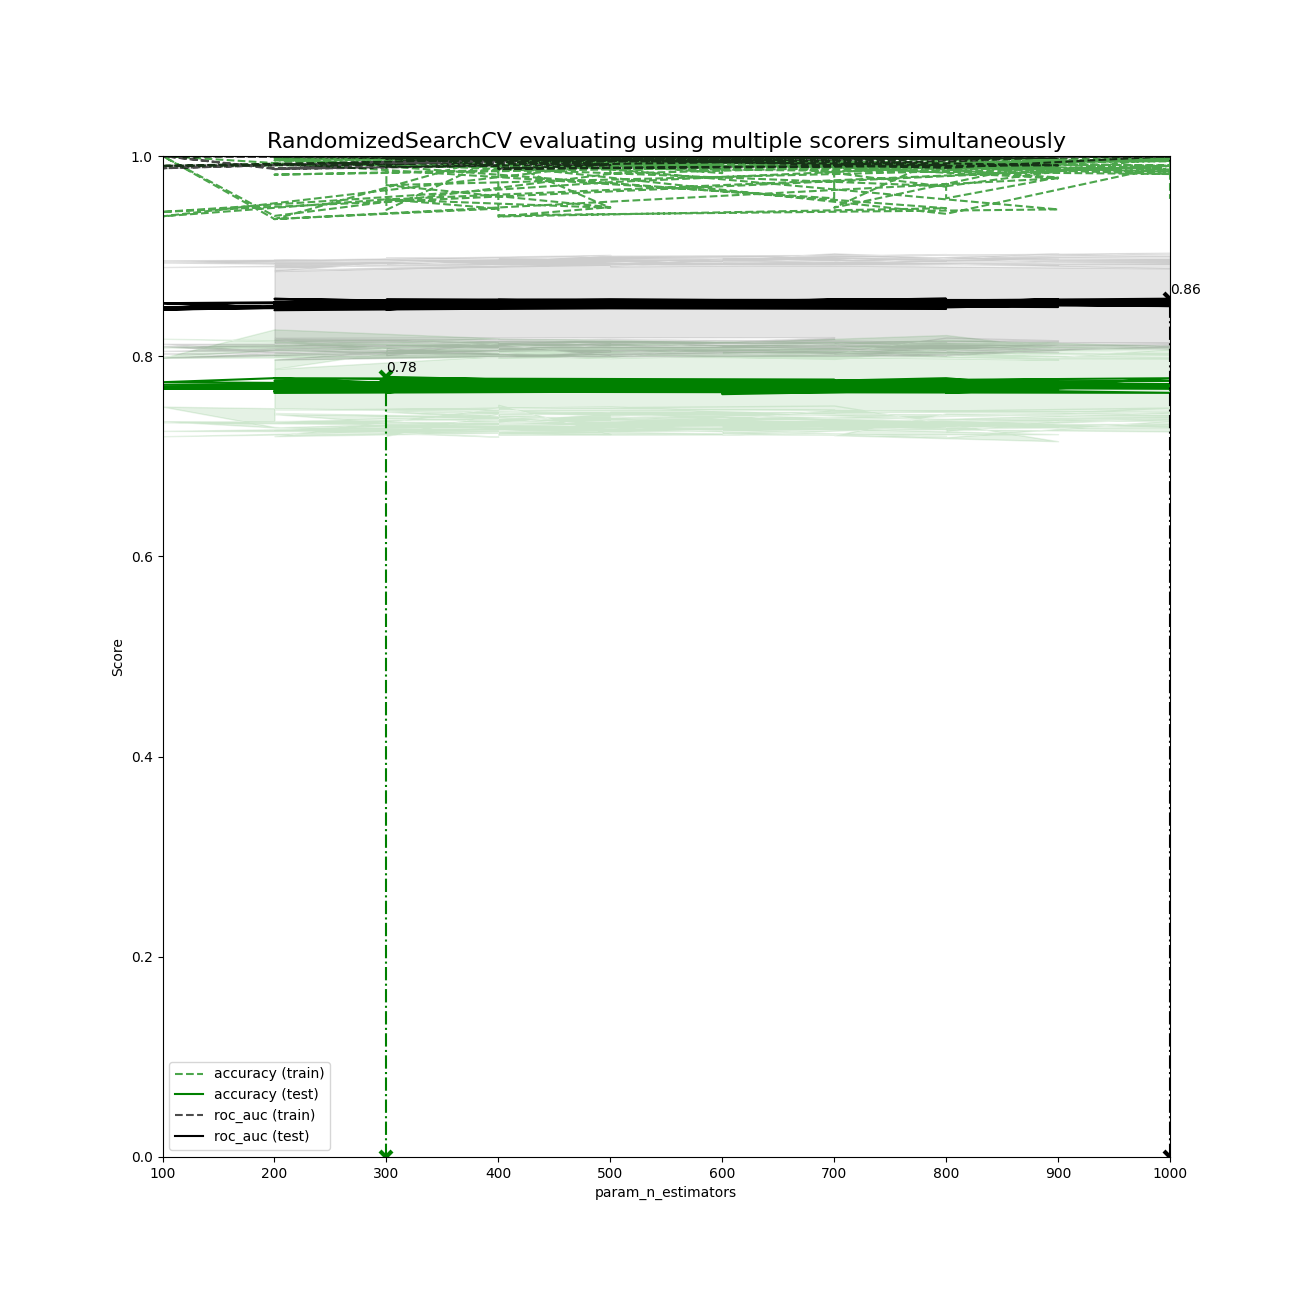 RandomizedSearchCV evaluating using multiple scorers simultaneously
1.0
0.86
0.8
0.78
0.6
Score
0.4
0.2
accuracy (train)
accuracy (test)
roc_auc (train)
roc_auc (test)
0.0
100 200 300 400 500 600 700 800 900 1000
param_n_estimators